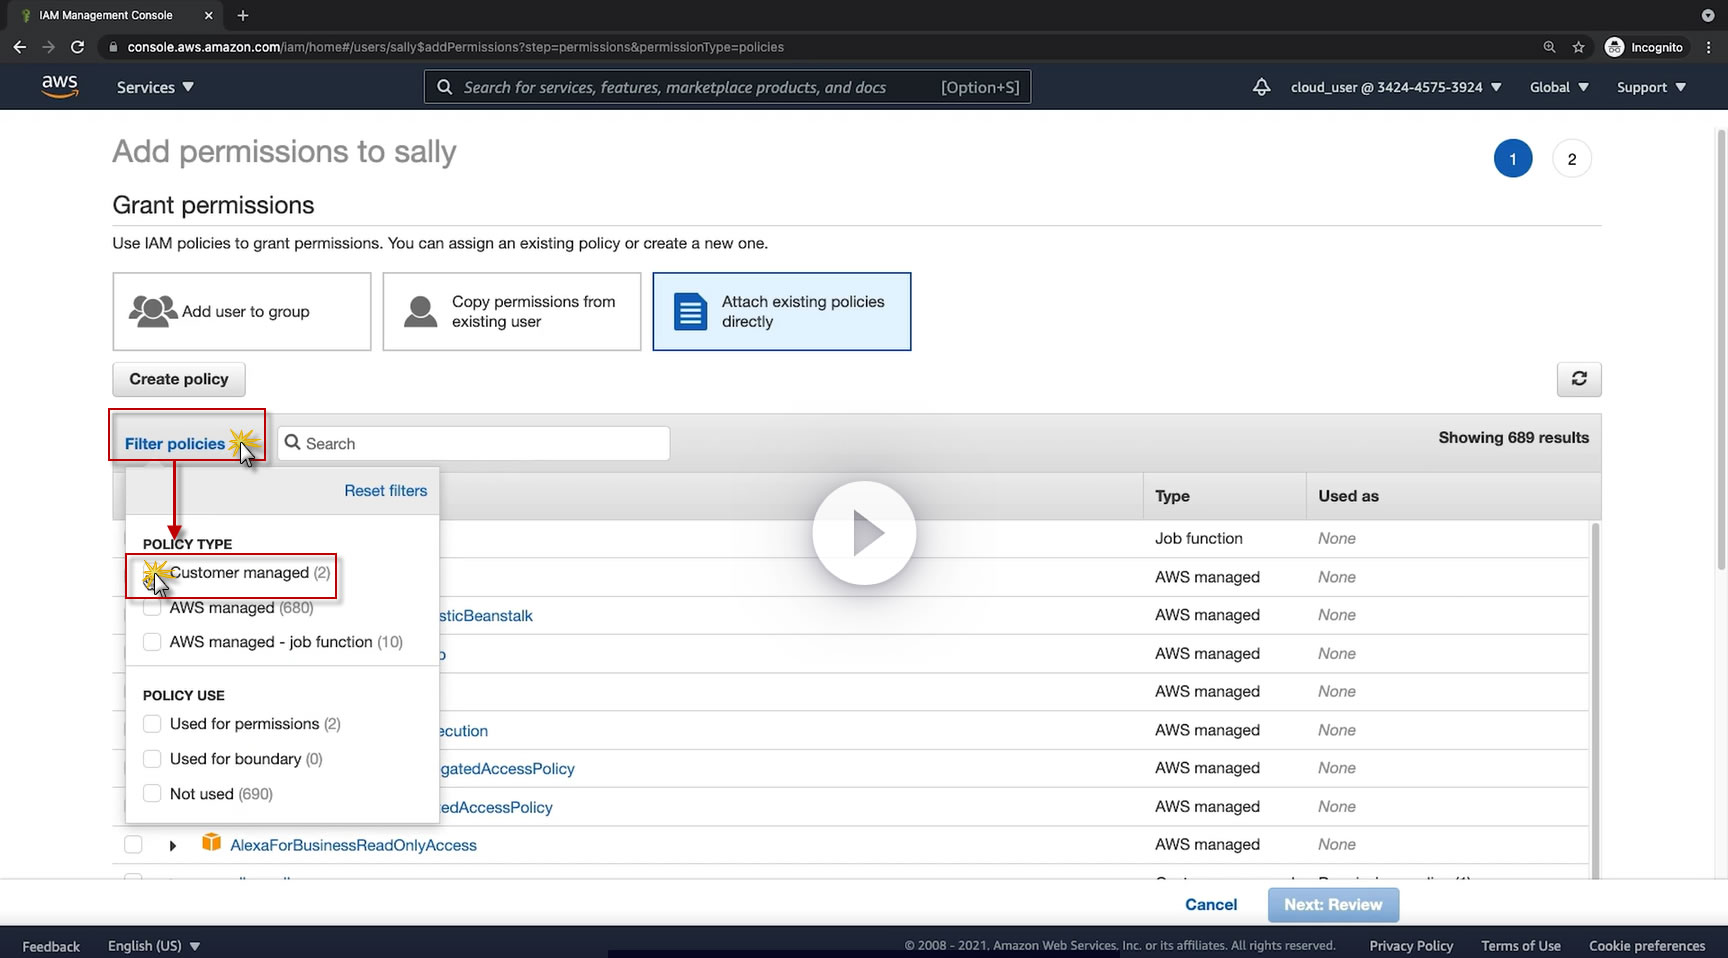 IAM Management Console
console.aws.amazon.com/iam/home#/users/sally$addPermissions?step=permissions&permissionType=policies
Incognito
aws
Services
Search for services, features, marketplace products, and docs [Option+S]
cloud_user @ 3424-4575-3924
Global
Support
Add permissions to sally
1
2
Grant permissions
Use IAM policies to grant permissions. You can assign an existing policy or create a new one.
Add user to group
Copy permissions from
existing user
Attach existing policies
directly
Create policy
Filter policies
Search
Showing 689 results
Reset filters
Type
Used as
POLICY TYPE
Job function
None
Customer managed (2)
AWS managed
None
AWS managed (680)
sticBeanstalk
AWS managed
None
AWS managed - job function (10)
AWS managed
None
POLICY USE
AWS managed
None
Used for permissions (2)
ecution
AWS managed
None
Used for boundary (0)
gatedAccessPolicy
AWS managed
None
Not used (690)
edAccessPolicy
AWS managed
None
AlexaForBusinessReadOnlyAccess
AWS managed
None
Cancel
Next: Review
Feedback
English (US)
© 2008 - 2021, Amazon Web Services, Inc. or its affiliates. All rights reserved.
Privacy Policy
Terms of Use
Cookie preferences